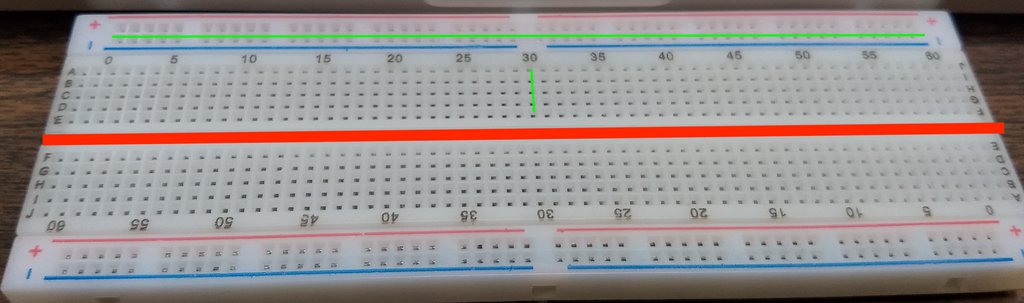 + +
- -
0 5 10 15 20 25 30 35 40 45 50 55 60
A J
B I
C H
D G
E
F E
G D
H C
I B
J A
60 55 50 45 40 35 30 25 20 15 10 5 0
+ +
- -